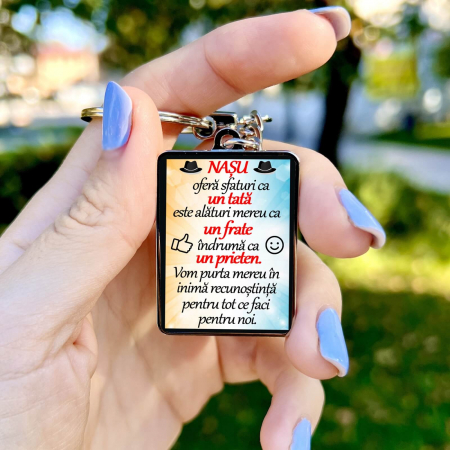 NAȘU
oferă sfaturi ca
un tată
este alături mereu ca
un frate
îndrumă ca
un prieten.
Vom purta mereu în
inimă recunoștință
pentru tot ce faci
pentru noi.